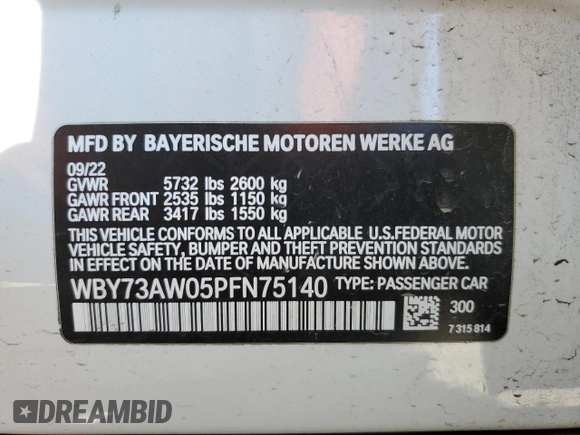 MFD BY BAYERISCHE MOTOREN WERKE AG
09/22
GVWR 5732 lbs 2600 kg
GAWR FRONT 2535 lbs 1150 kg
GAWR REAR 3417 lbs 1550 kg
THIS VEHICLE CONFORMS TO ALL APPLICABLE U.S.FEDERAL MOTOR
VEHICLE SAFETY, BUMPER AND THEFT PREVENTION STANDARDS
IN EFFECT ON THE DATE OF MANUFACTURE SHOWN ABOVE.
WBY73AW05PFN75140 TYPE: PASSENGER CAR
300
7 315 814
DREAMBID